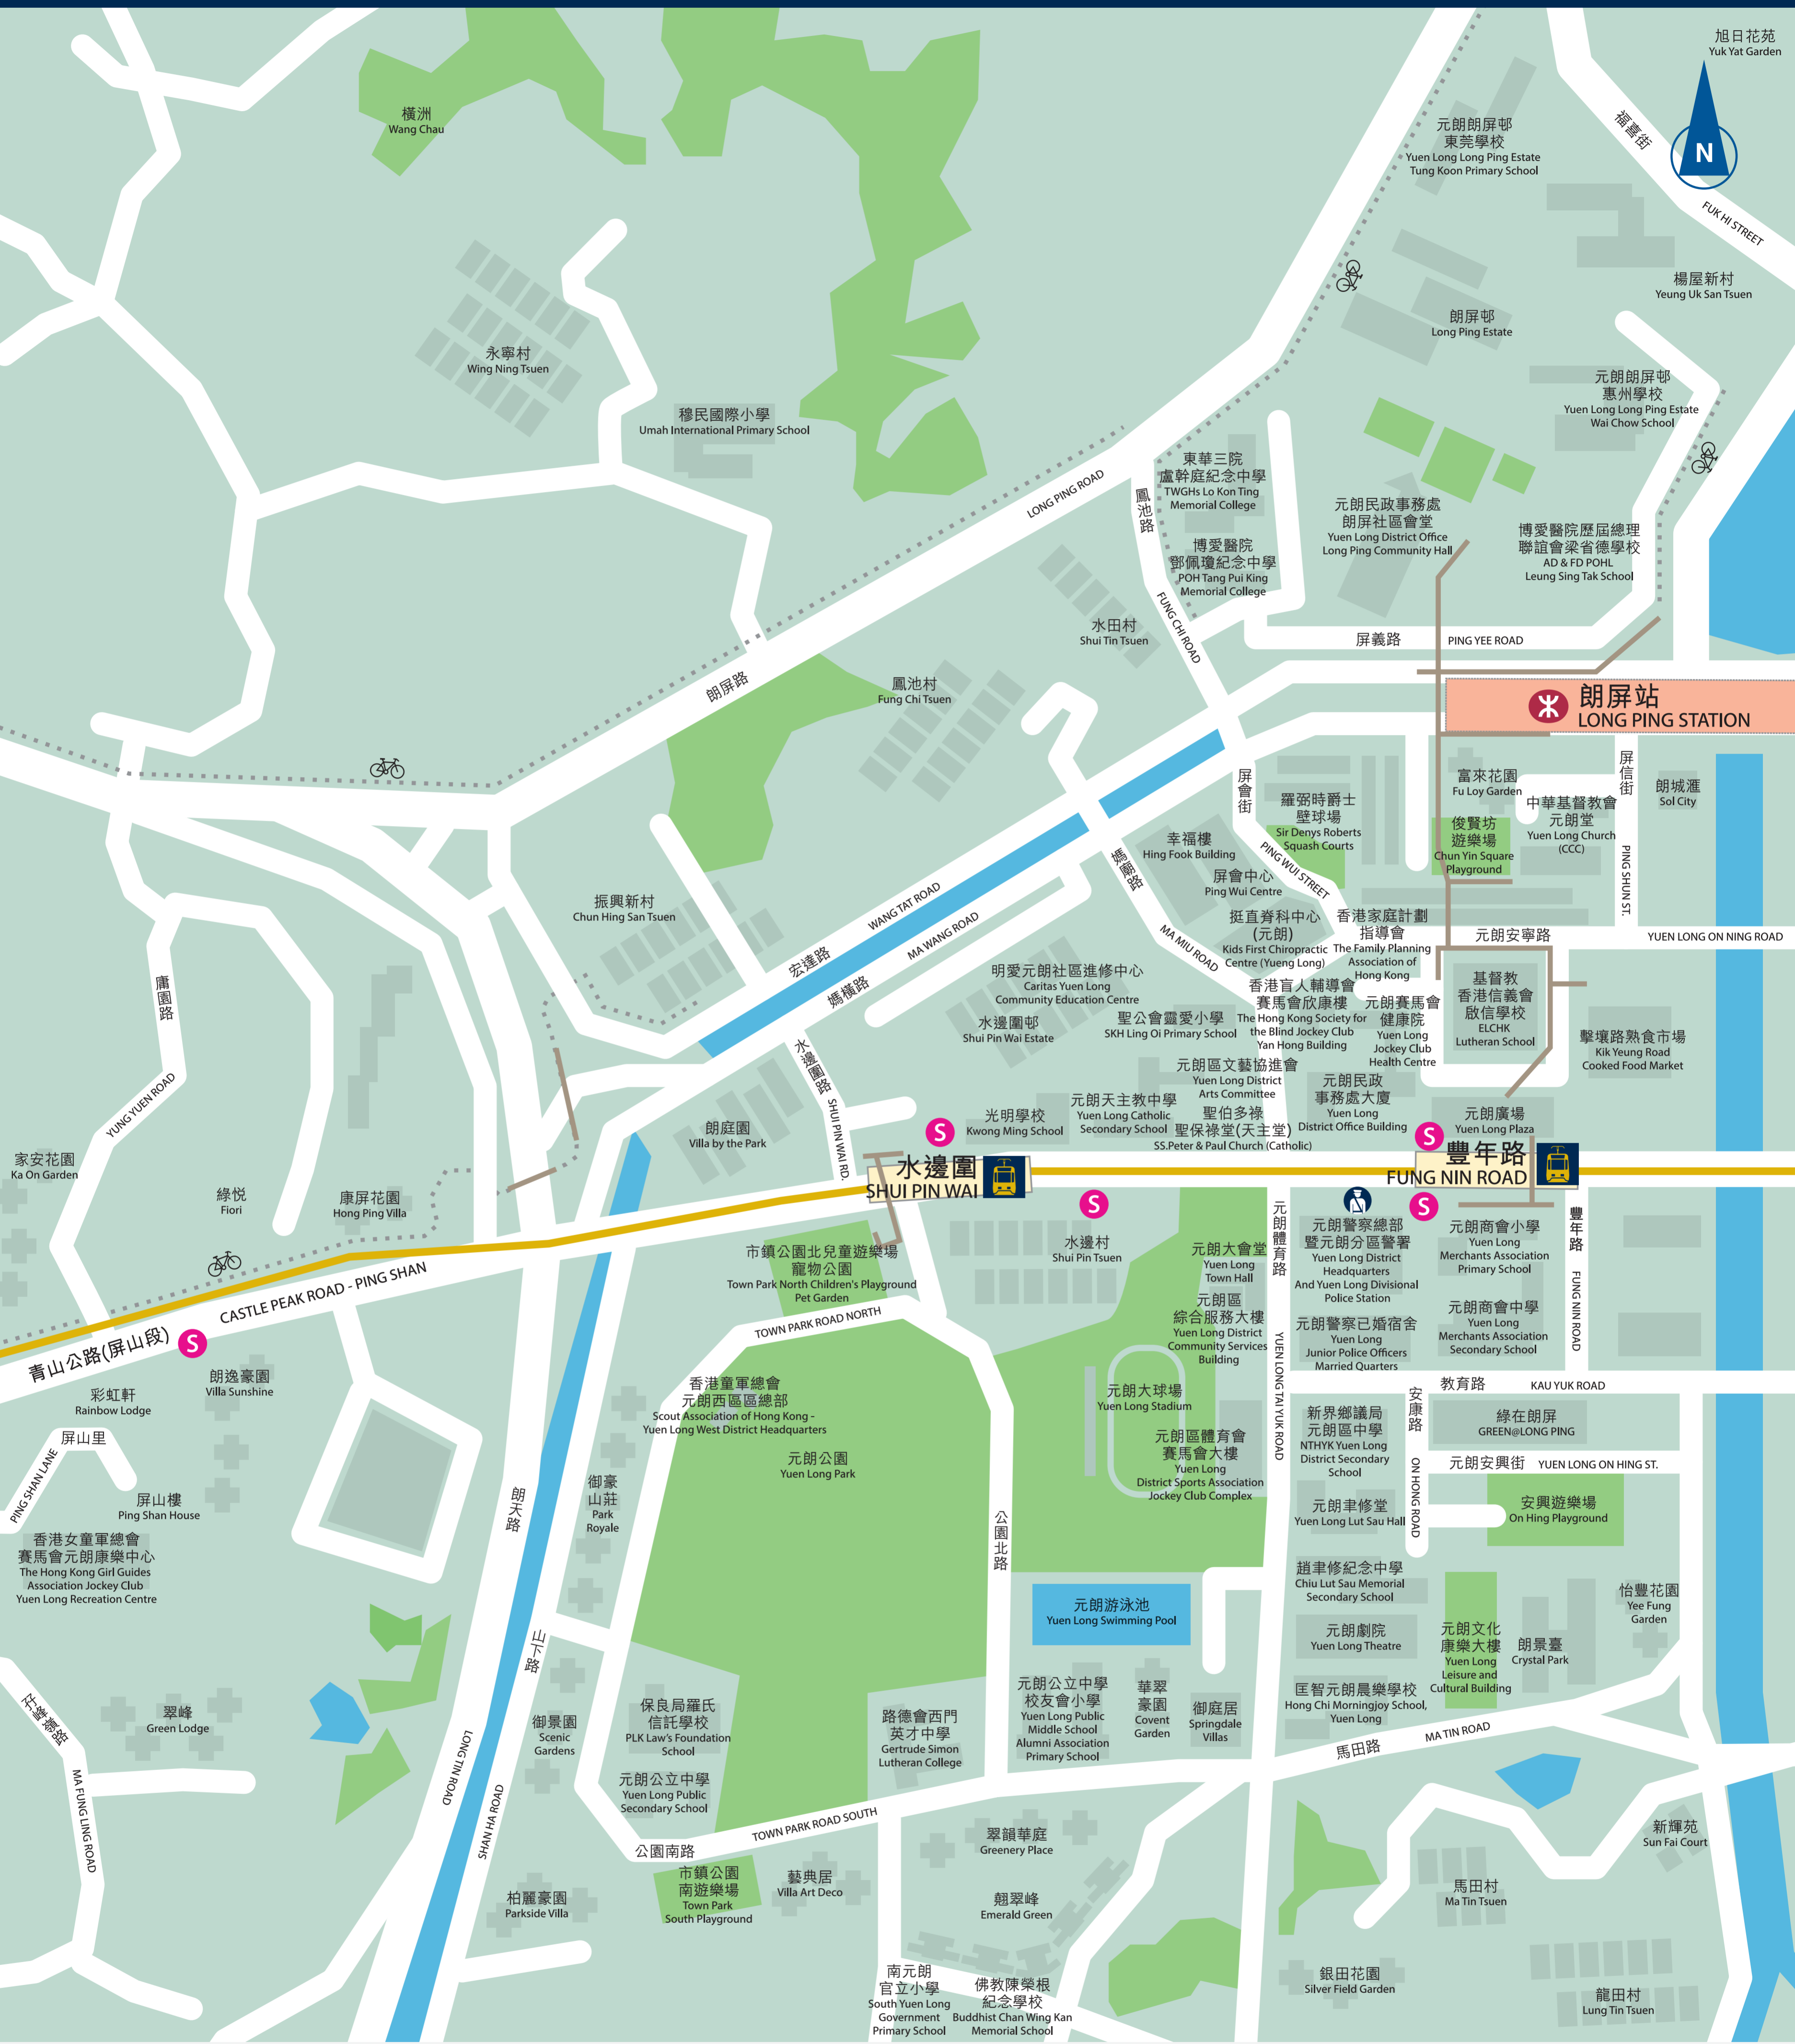 旭日花苑
Yuk Yat Garden
N
橫洲
Wang Chau
元朗朗屏邨
東莞學校
Yuen Long Long Ping Estate
Tung Koon Primary School
福喜街
FUK HI STREET
楊屋新村
Yeung Uk San Tsuen
朗屏邨
Long Ping Estate
永寧村
Wing Ning Tsuen
穆民國際小學
Umah International Primary School
元朗朗屏邨
惠州學校
Yuen Long Long Ping Estate
Wai Chow School
東華三院
盧幹庭紀念中學
TWGHs Lo Kon Ting
Memorial College
LONG PING ROAD
鳳池路
元朗民政事務處
朗屏社區會堂
Yuen Long District Office
Long Ping Community Hall
博愛醫院歷屆總理
聯誼會梁省德學校
AD & FD POHL
Leung Sing Tak School
博愛醫院
鄧佩瓊紀念中學
POH Tang Pui King
Memorial College
FUNG CHI ROAD
水田村
Shui Tin Tsuen
屏義路
PING YEE ROAD
朗屏路
鳳池村
Fung Chi Tsuen
朗屏站
LONG PING STATION
屏會街
富來花園
Fu Loy Garden
屏信街
朗城滙
Sol City
羅弼時爵士
壁球場
Sir Denys Roberts
Squash Courts
中華基督教會
元朗堂
Yuen Long Church
(CCC)
俊賢坊
遊樂場
Chun Yin Square
Playground
幸福樓
Hing Fook Building
PING WUI STREET
PING SHUN ST.
屏會中心
Ping Wui Centre
媽廟路
MA MIU ROAD
振興新村
Chun Hing San Tsuen
宏達路
WANG TAT ROAD
媽橫路
MA WANG ROAD
挺直脊科中心
(元朗)
Kids First Chiropractic
Centre (Yueng Long)
香港家庭計劃
指導會
The Family Planning
Association of
Hong Kong
元朗安寧路
YUEN LONG ON NING ROAD
庸園路
YUNG YUEN ROAD
明愛元朗社區進修中心
Caritas Yuen Long
Community Education Centre
水邊圍邨
Shui Pin Wai Estate
聖公會靈愛小學
SKH Ling Oi Primary School
香港盲人輔導會
賽馬會欣康樓
The Hong Kong Society for
the Blind Jockey Club
Yan Hong Building
元朗賽馬會
健康院
Yuen Long
Jockey Club
Health Centre
基督教
香港信義會
啟信學校
ELCHK
Lutheran School
擊壤路熟食市場
Kik Yeung Road
Cooked Food Market
水邊圍路
SHUI PIN WAI RD.
元朗區文藝協進會
Yuen Long District
Arts Committee
元朗民政
事務處大廈
Yuen Long
District Office Building
朗庭園
Villa by the Park
光明學校
Kwong Ming School
元朗天主教中學
Yuen Long Catholic
Secondary School
聖伯多祿
聖保祿堂(天主堂)
SS.Peter & Paul Church (Catholic)
元朗廣場
Yuen Long Plaza
S
S
家安花園
Ka On Garden
綠悅
Fiori
康屏花園
Hong Ping Villa
水邊圍
SHUI PIN WAI
豐年路
FUNG NIN ROAD
S
S
市鎮公園北兒童遊樂場
寵物公園
Town Park North Children's Playground
Pet Garden
水邊村
Shui Pin Tsuen
元朗大會堂
Yuen Long
Town Hall
元朗體育路
YUEN LONG TAI YUK ROAD
元朗警察總部
暨元朗分區警署
Yuen Long District
Headquarters
And Yuen Long Divisional
Police Station
元朗商會小學
Yuen Long
Merchants Association
Primary School
豐年路
FUNG NIN ROAD
青山公路(屏山段)
CASTLE PEAK ROAD - PING SHAN
S
TOWN PARK ROAD NORTH
元朗區
綜合服務大樓
Yuen Long District
Community Services
Building
元朗警察已婚宿舍
Yuen Long
Junior Police Officers
Married Quarters
元朗商會中學
Yuen Long
Merchants Association
Secondary School
朗逸豪園
Villa Sunshine
彩虹軒
Rainbow Lodge
香港童軍總會
元朗西區區總部
Scout Association of Hong Kong -
Yuen Long West District Headquarters
元朗公園
Yuen Long Park
元朗大球場
Yuen Long Stadium
元朗區體育會
賽馬會大樓
Yuen Long
District Sports Association
Jockey Club Complex
教育路
KAU YUK ROAD
安康路
ON HONG ROAD
新界鄉議局
元朗區中學
NTHYK Yuen Long
District Secondary
School
綠在朗屏
GREEN@LONG PING
元朗安興街
YUEN LONG ON HING ST.
屏山里
PING SHAN LANE
屏山樓
Ping Shan House
香港女童軍總會
賽馬會元朗康樂中心
The Hong Kong Girl Guides
Association Jockey Club
Yuen Long Recreation Centre
朗天路
御豪
山莊
Park
Royale
公園北路
元朗聿修堂
Yuen Long Lut Sau Hall
安興遊樂場
On Hing Playground
元朗游泳池
Yuen Long Swimming Pool
趙聿修紀念中學
Chiu Lut Sau Memorial
Secondary School
怡豐花園
Yee Fung
Garden
元朗劇院
Yuen Long Theatre
元朗文化
康樂大樓
Yuen Long
Leisure and
Cultural Building
朗景臺
Crystal Park
山下路
孖峰嶺路
MA FUNG LING ROAD
翠峰
Green Lodge
LONG TIN ROAD
SHAN HA ROAD
御景園
Scenic
Gardens
保良局羅氏
信託學校
PLK Law's Foundation
School
元朗公立中學
Yuen Long Public
Secondary School
路德會西門
英才中學
Gertrude Simon
Lutheran College
元朗公立中學
校友會小學
Yuen Long Public
Middle School
Alumni Association
Primary School
華翠
豪園
Covent
Garden
御庭居
Springdale
Villas
匡智元朗晨樂學校
Hong Chi Morningjoy School,
Yuen Long
馬田路
MA TIN ROAD
公園南路
TOWN PARK ROAD SOUTH
市鎮公園
南遊樂場
Town Park
South Playground
藝典居
Villa Art Deco
翠韻華庭
Greenery Place
翹翠峰
Emerald Green
柏麗豪園
Parkside Villa
新輝苑
Sun Fai Court
馬田村
Ma Tin Tsuen
南元朗
官立小學
South Yuen Long
Government
Primary School
佛教陳榮根
紀念學校
Buddhist Chan Wing Kan
Memorial School
銀田花園
Silver Field Garden
龍田村
Lung Tin Tsuen